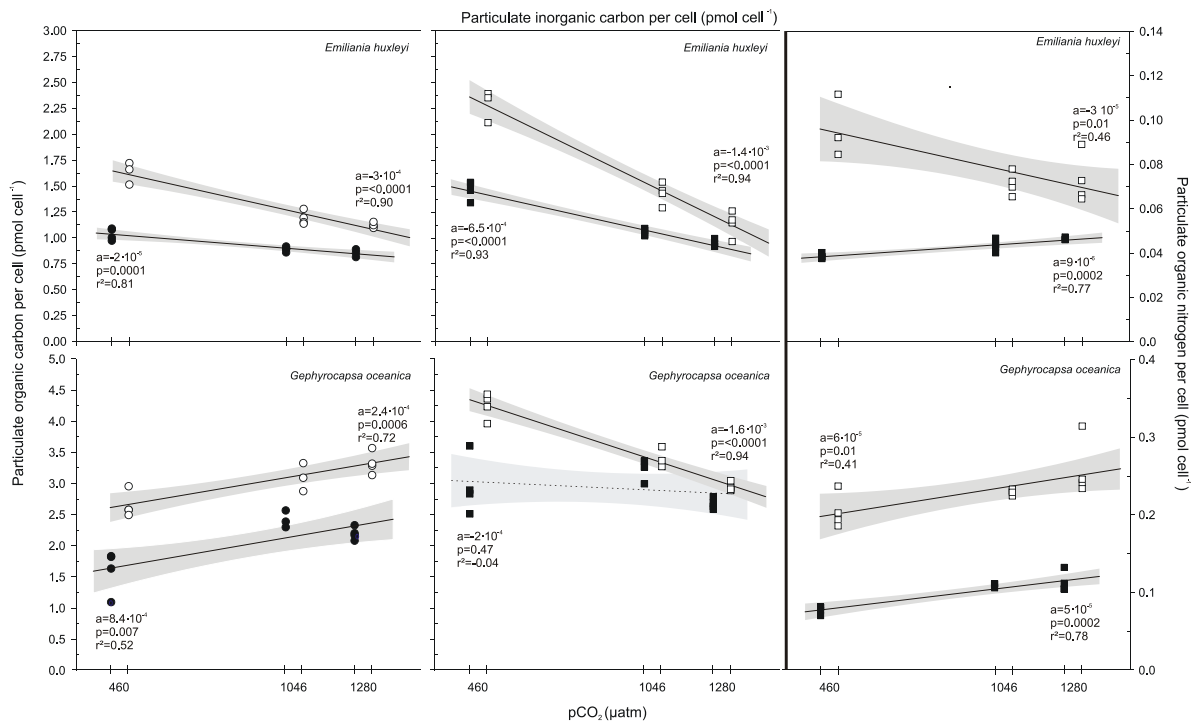 Particulate inorganic carbon per cell (pmol cell⁻¹)
Particulate organic carbon per cell (pmol cell⁻¹)
Particulate organic nitrogen per cell (pmol cell⁻¹)
3.00
2.75
2.50
2.25
2.00
1.75
1.50
1.25
1.00
0.75
0.50
0.25
0.00
Emiliania huxleyi
a=-3·10⁻⁴
p=<0.0001
r²=0.90
a=-2·10⁻⁵
p=0.0001
r²=0.81
Emiliania huxleyi
a=-1.4·10⁻³
p=<0.0001
r²=0.94
a=-6.5·10⁻⁴
p=<0.0001
r²=0.93
Emiliania huxleyi
a=-3 10⁻⁵
p=0.01
r²=0.46
a=9·10⁻⁶
p=0.0002
r²=0.77
0.14
0.12
0.10
0.08
0.06
0.04
0.02
0.0
5.0
4.5
4.0
3.5
3.0
2.5
2.0
1.5
1.0
0.5
0.0
Gephyrocapsa oceanica
a=2.4·10⁻⁴
p=0.0006
r²=0.72
a=8.4·10⁻⁴
p=0.007
r²=0.52
Gephyrocapsa oceanica
a=-1.6·10⁻³
p=<0.0001
r²=0.94
a=-2·10⁻⁴
p=0.47
r²=-0.04
Gephyrocapsa oceanica
a=6·10⁻⁵
p=0.01
r²=0.41
a=5·10⁻⁵
p=0.0002
r²=0.78
0.4
0.3
0.2
0.1
0.0
460 1046 1280
460 1046 1280
460 1046 1280
pCO₂ (µatm)